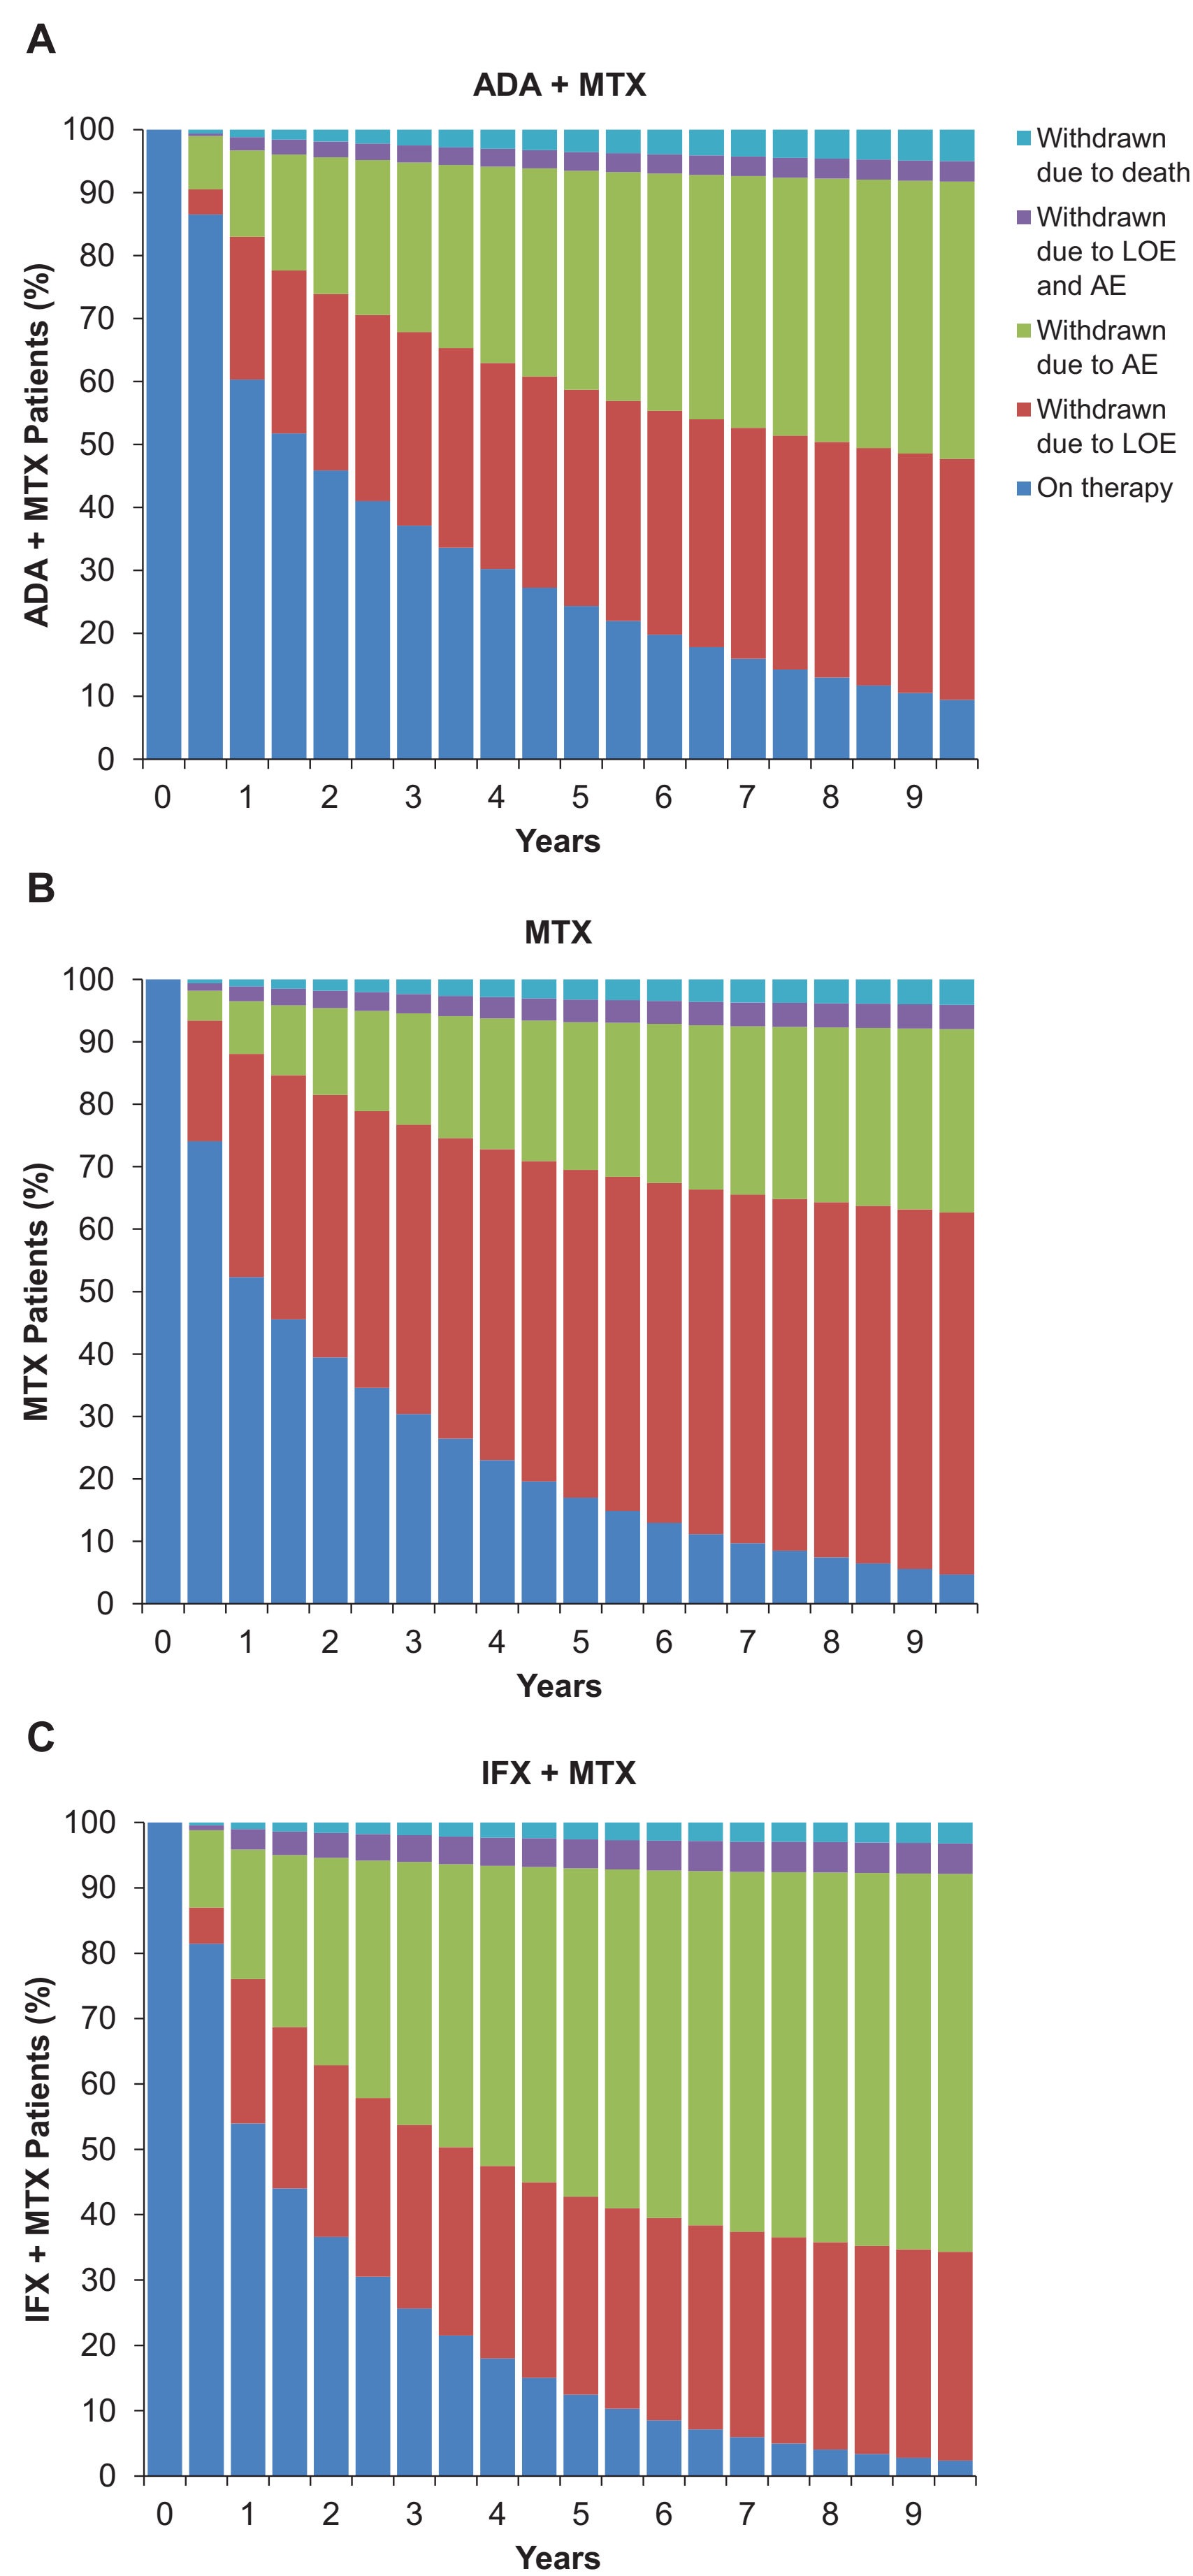 A
ADA + MTX
ADA + MTX Patients (%)
100
90
80
70
60
50
40
30
20
10
0
0 1 2 3 4 5 6 7 8 9
Years
Withdrawn
due to death
Withdrawn
due to LOE
and AE
Withdrawn
due to AE
Withdrawn
due to LOE
On therapy
B
MTX
MTX Patients (%)
100
90
80
70
60
50
40
30
20
10
0
0 1 2 3 4 5 6 7 8 9
Years
C
IFX + MTX
IFX + MTX Patients (%)
100
90
80
70
60
50
40
30
20
10
0
0 1 2 3 4 5 6 7 8 9
Years